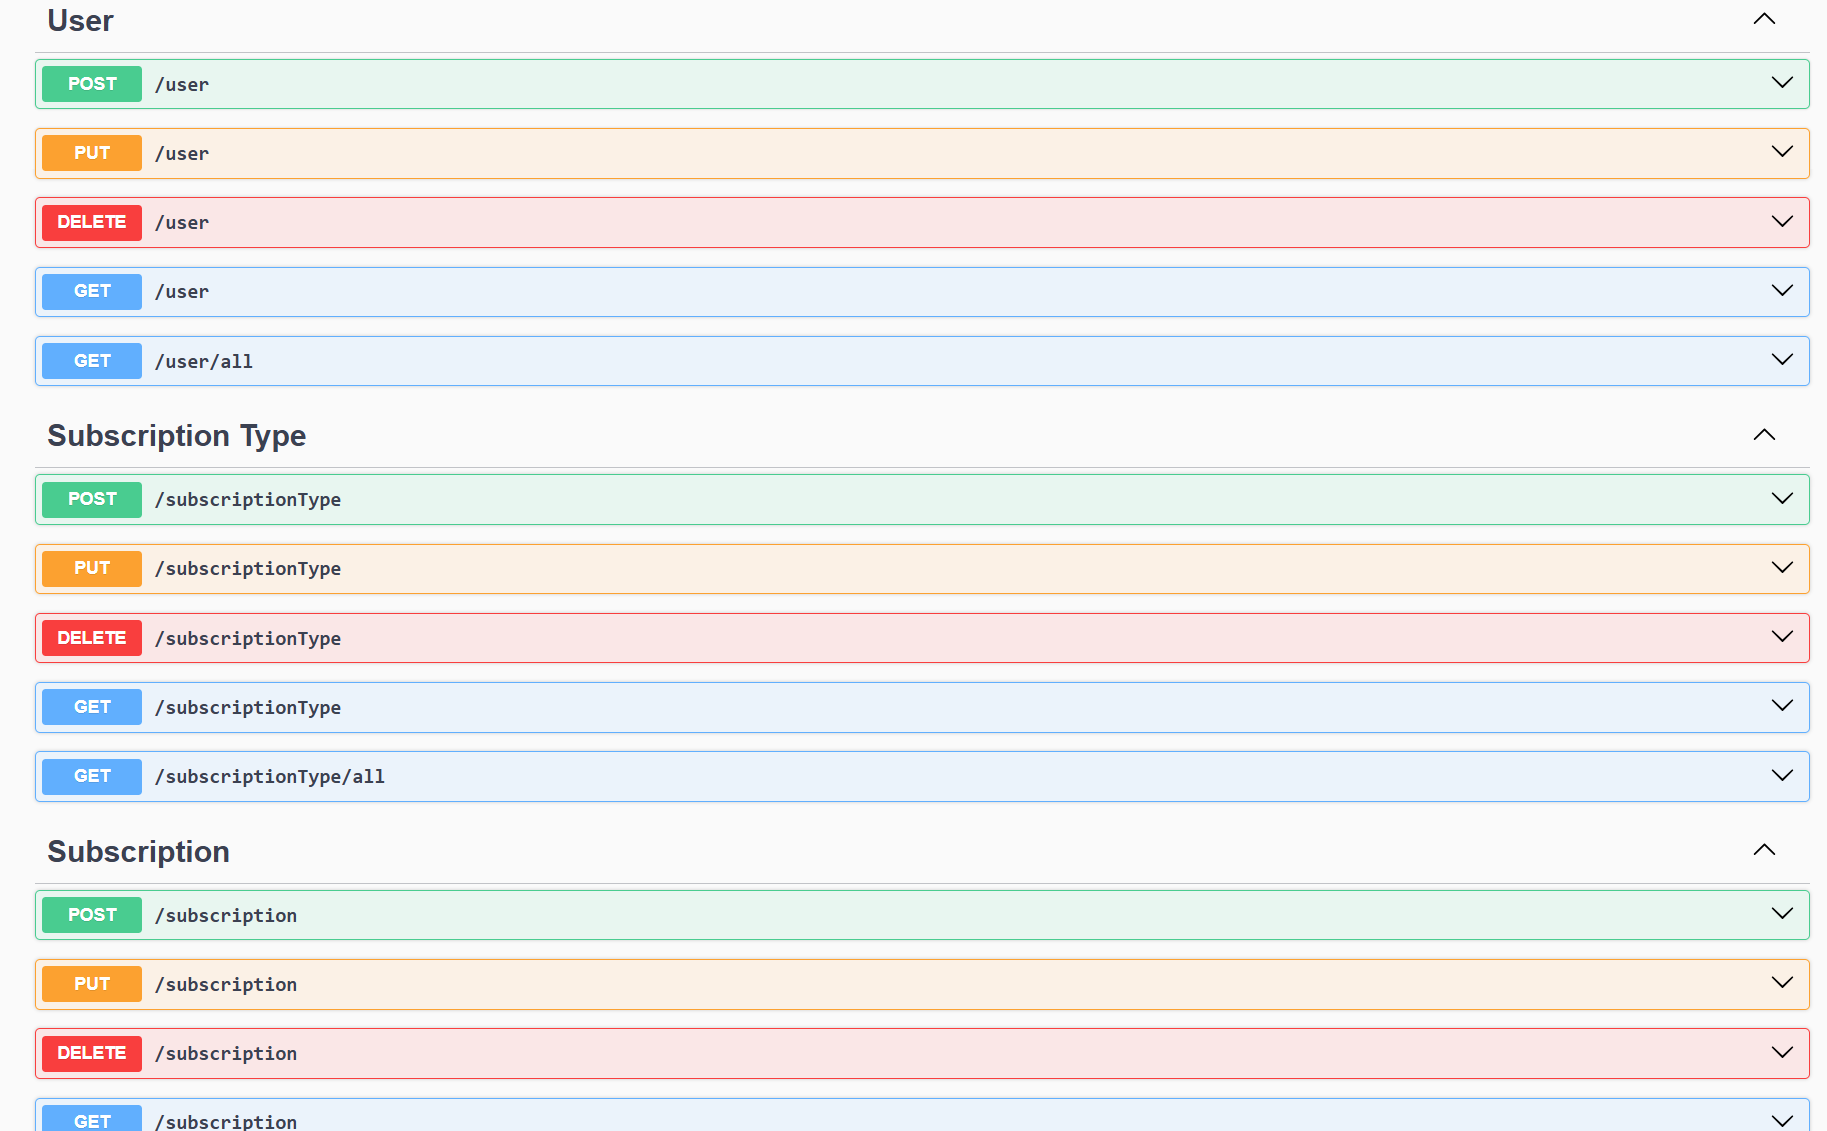 User
POST /user
PUT /user
DELETE /user
GET /user
GET /user/all
Subscription Type
POST /subscriptionType
PUT /subscriptionType
DELETE /subscriptionType
GET /subscriptionType
GET /subscriptionType/all
Subscription
POST /subscription
PUT /subscription
DELETE /subscription
GET /subscription